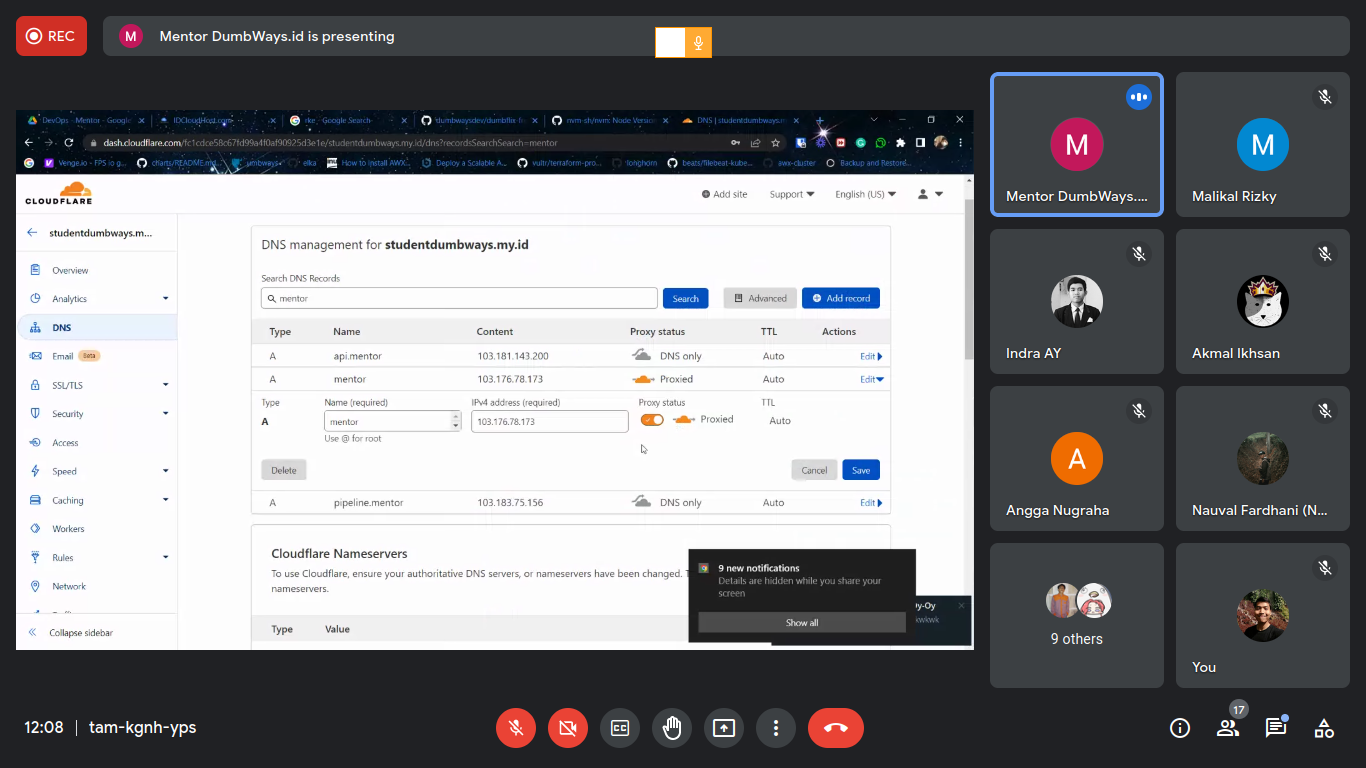 REC
M
Mentor DumbWays.id is presenting
DevOps - Mentor - Google
IDCloudHost.com
rke - Google Search
dumbwaysdev/dumbflix-fr
nvm-sh/nvm: Node Version
DNS | studentdumbways.m
dash.cloudflare.com/fc1cdce58c67fd99a4f0af90925d3e1e/studentdumbways.my.id/dns?recordsSearchSearch=mentor
Venge.io - FPS io g...
charts/README.md...
umbways
elka
How to Install AWX...
Deploy a Scalable A...
vultr/terraform-pro...
longhorn
beats/filebeat-kube...
awx-cluster
Backup and Restore...
CLOUDFLARE
Add site
Support
English (US)
studentdumbways.m...
Overview
Analytics
DNS
Email
Beta
SSL/TLS
Security
Access
Speed
Caching
Workers
Rules
Network
Collapse sidebar
DNS management for studentdumbways.my.id
Search DNS Records
mentor
Search
Advanced
Add record
Type Name Content Proxy status TTL Actions
A api.mentor 103.181.143.200 DNS only Auto Edit
A mentor 103.176.78.173 Proxied Auto Edit
Type Name (required) IPv4 address (required) Proxy status TTL
A mentor 103.176.78.173 Proxied Auto
Use @ for root
Delete
Cancel
Save
A pipeline.mentor 103.183.75.156 DNS only Auto Edit
Cloudflare Nameservers
To use Cloudflare, ensure your authoritative DNS servers, or nameservers have been changed.
nameservers.
Type Value
9 new notifications
Details are hidden while you share your
screen
Show all
y-Oy
kwkwk
M
Mentor DumbWays....
M
Malikal Rizky
Indra AY
Akmal Ikhsan
A
Angga Nugraha
Nauval Fardhani (N...
9 others
You
12:08
tam-kgnh-yps
17